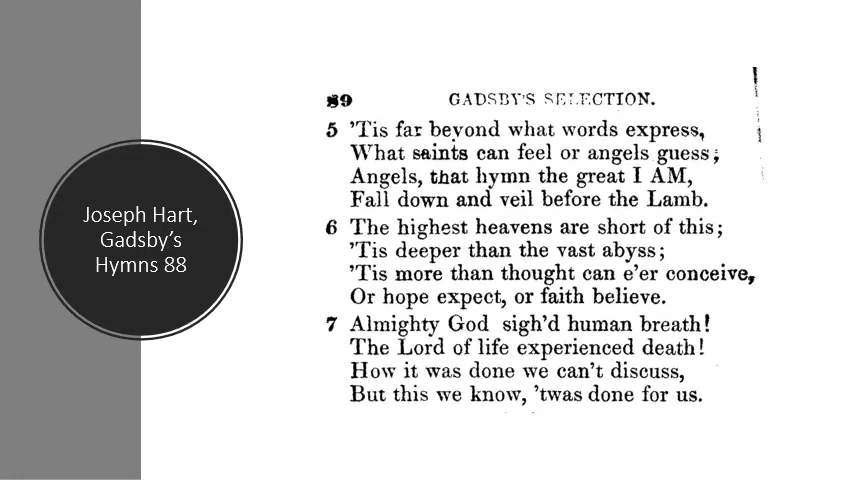 Joseph Hart,
Gadsby’s
Hymns 88
89 GADSBY'S SELECTION.
5 'Tis far beyond what words express,
What saints can feel or angels guess;
Angels, that hymn the great I AM,
Fall down and veil before the Lamb.
6 The highest heavens are short of this;
'Tis deeper than the vast abyss;
'Tis more than thought can e'er conceive,
Or hope expect, or faith believe.
7 Almighty God sigh'd human breath!
The Lord of life experienced death!
How it was done we can't discuss,
But this we know, 'twas done for us.